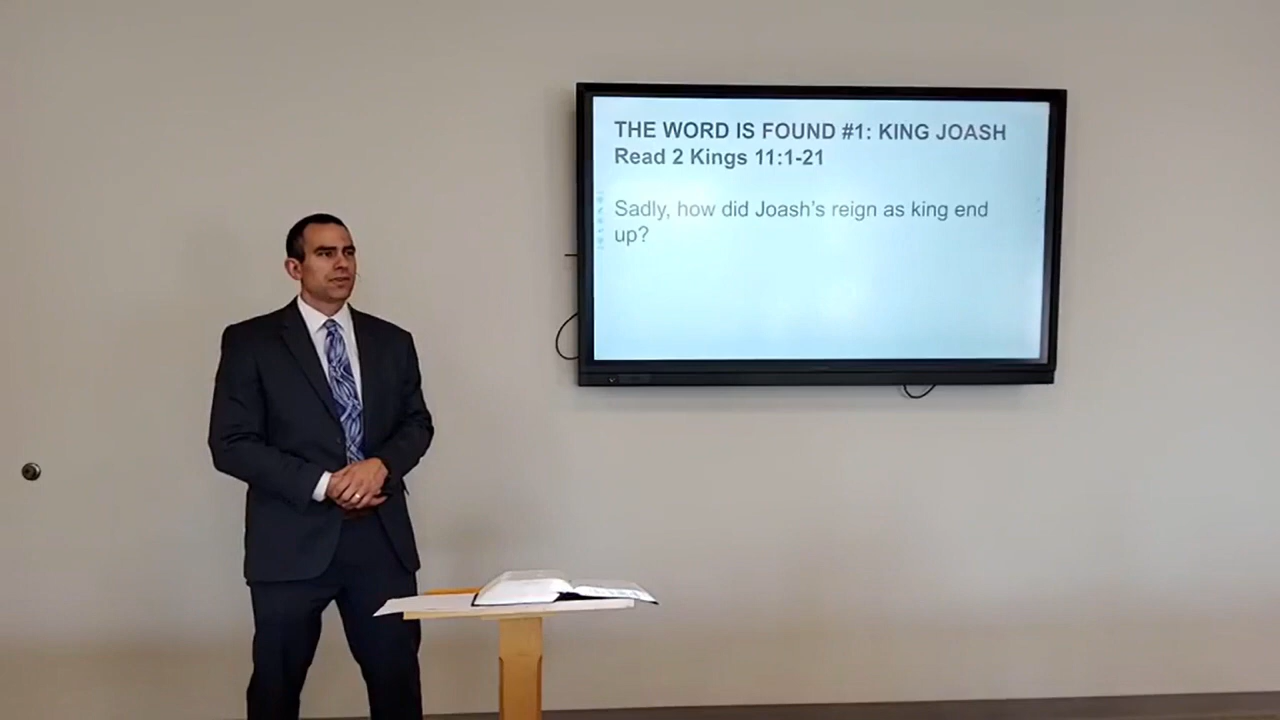 THE WORD IS FOUND #1: KING JOASH
Read 2 Kings 11:1-21
Sadly, how did Joash's reign as king end
up?